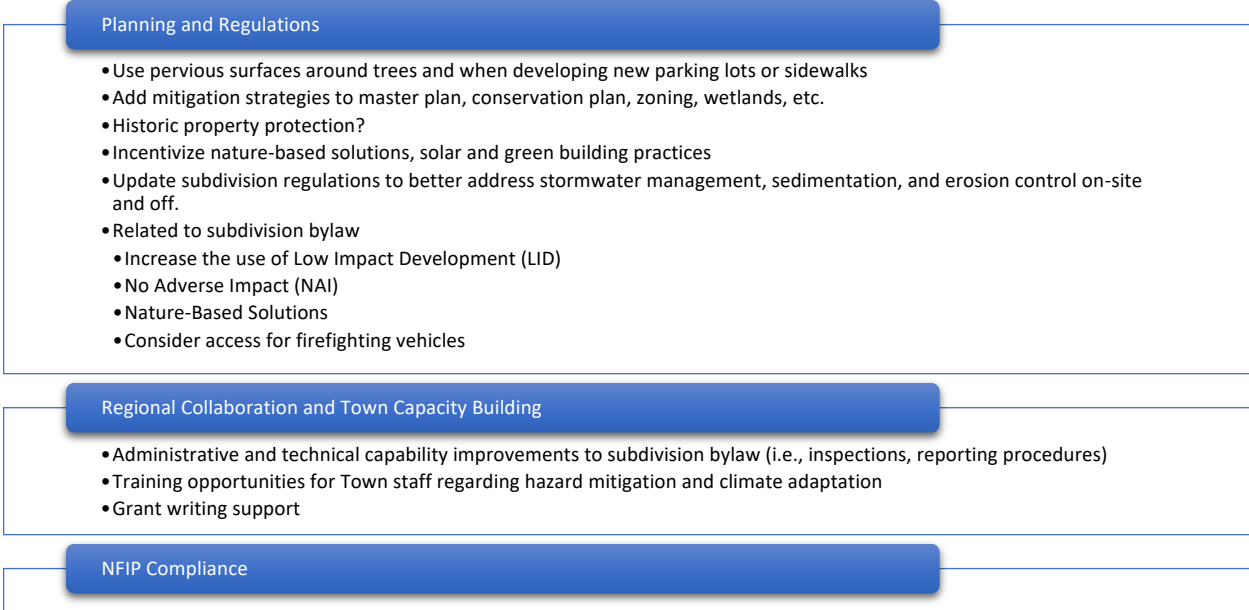 Planning and Regulations
•Use pervious surfaces around trees and when developing new parking lots or sidewalks
•Add mitigation strategies to master plan, conservation plan, zoning, wetlands, etc.
•Historic property protection?
•Incentivize nature-based solutions, solar and green building practices
•Update subdivision regulations to better address stormwater management, sedimentation, and erosion control on-site
and off.
•Related to subdivision bylaw
•Increase the use of Low Impact Development (LID)
•No Adverse Impact (NAI)
•Nature-Based Solutions
•Consider access for firefighting vehicles
Regional Collaboration and Town Capacity Building
•Administrative and technical capability improvements to subdivision bylaw (i.e., inspections, reporting procedures)
•Training opportunities for Town staff regarding hazard mitigation and climate adaptation
•Grant writing support
NFIP Compliance